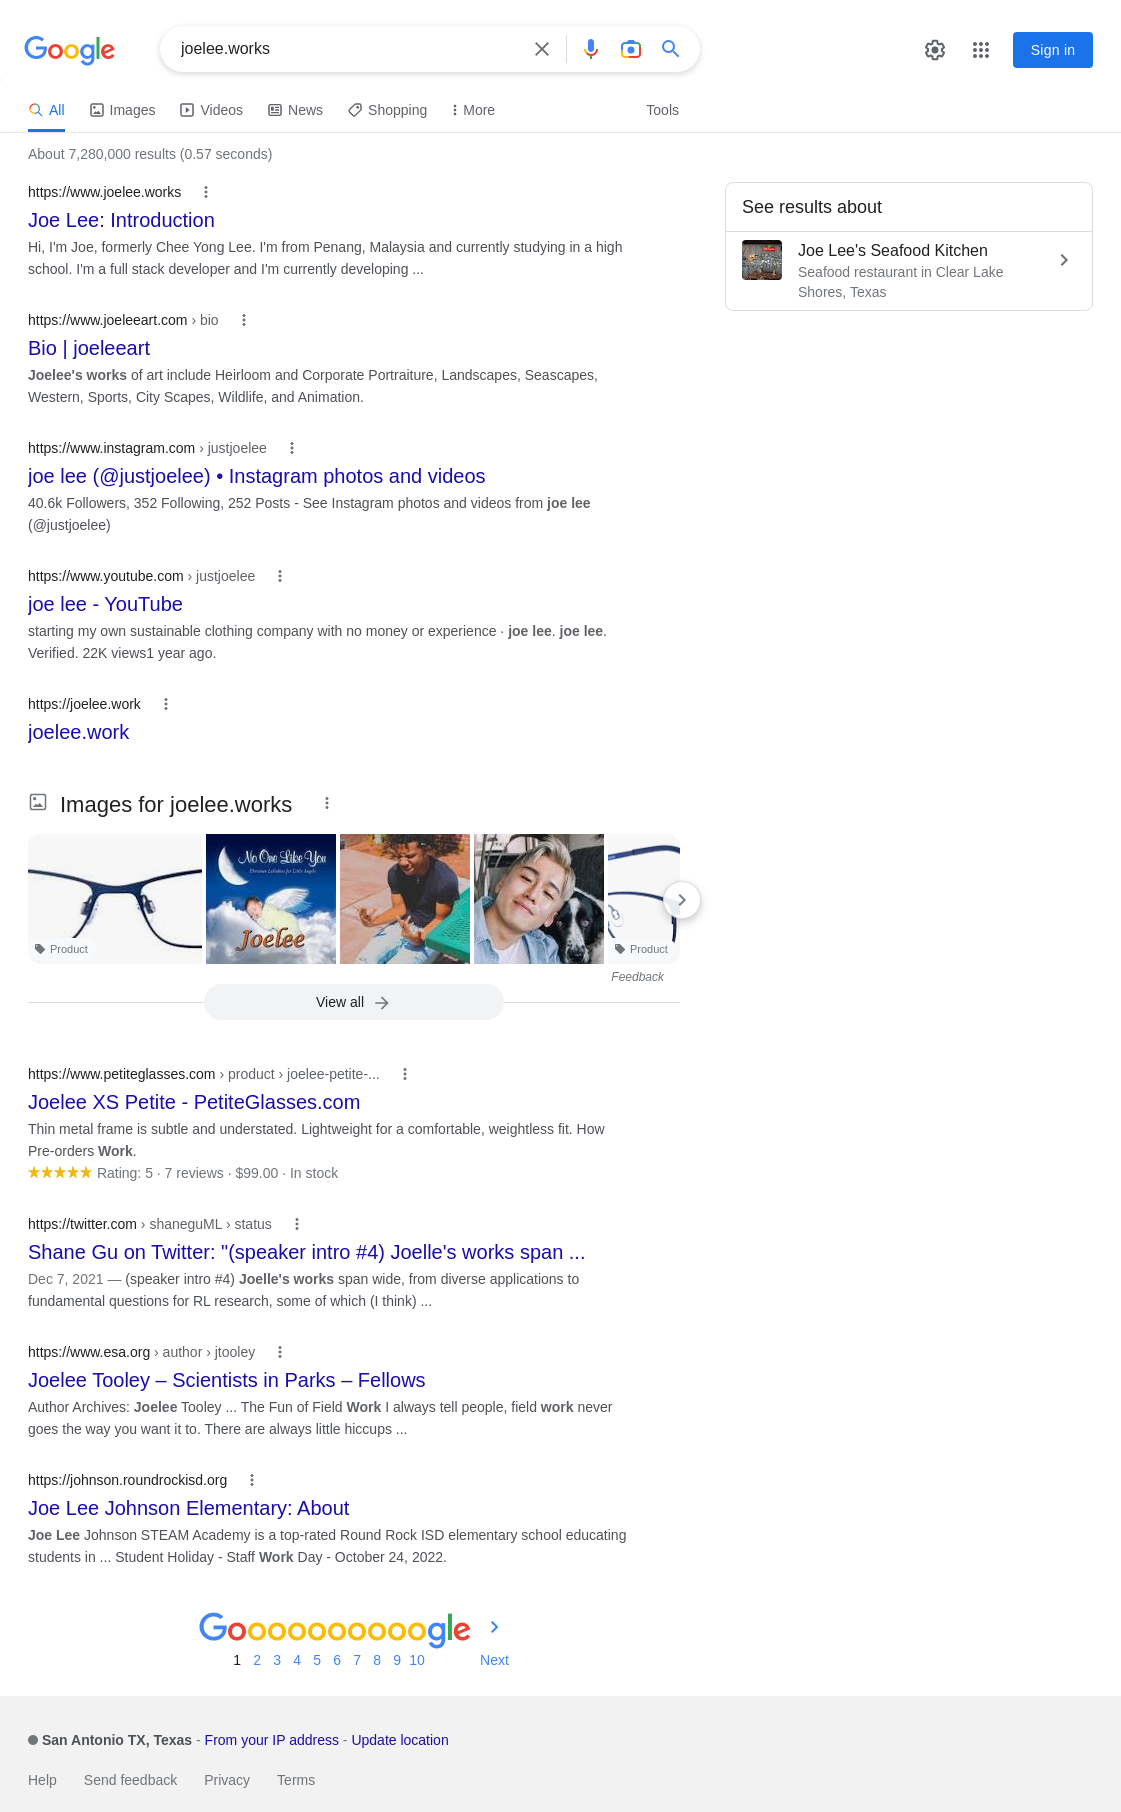 Google
joelee.works
Sign in
All
Images
Videos
News
Shopping
More
Tools
About 7,280,000 results (0.57 seconds)
https://www.joelee.works
Joe Lee: Introduction
Hi, I'm Joe, formerly Chee Yong Lee. I'm from Penang, Malaysia and currently studying in a high
school. I'm a full stack developer and I'm currently developing ...
See results about
Joe Lee's Seafood Kitchen
Seafood restaurant in Clear Lake
Shores, Texas
https://www.joeleeart.com › bio
Bio | joeleeart
Joelee's works of art include Heirloom and Corporate Portraiture, Landscapes, Seascapes,
Western, Sports, City Scapes, Wildlife, and Animation.
https://www.instagram.com › justjoelee
joe lee (@justjoelee) • Instagram photos and videos
40.6k Followers, 352 Following, 252 Posts - See Instagram photos and videos from joe lee
(@justjoelee)
https://www.youtube.com › justjoelee
joe lee - YouTube
starting my own sustainable clothing company with no money or experience · joe lee. joe lee.
Verified. 22K views1 year ago.
https://joelee.work
joelee.work
Images for joelee.works
No One Like You
Christian Lullabies for Little Angels
Joelee
Product
Product
Feedback
View all
https://www.petiteglasses.com › product › joelee-petite-...
Joelee XS Petite - PetiteGlasses.com
Thin metal frame is subtle and understated. Lightweight for a comfortable, weightless fit. How
Pre-orders Work.
Rating: 5 · 7 reviews · $99.00 · In stock
https://twitter.com › shaneguML › status
Shane Gu on Twitter: "(speaker intro #4) Joelle's works span ...
Dec 7, 2021 — (speaker intro #4) Joelle's works span wide, from diverse applications to
fundamental questions for RL research, some of which (I think) ...
https://www.esa.org › author › jtooley
Joelee Tooley – Scientists in Parks – Fellows
Author Archives: Joelee Tooley ... The Fun of Field Work I always tell people, field work never
goes the way you want it to. There are always little hiccups ...
https://johnson.roundrockisd.org
Joe Lee Johnson Elementary: About
Joe Lee Johnson STEAM Academy is a top-rated Round Rock ISD elementary school educating
students in ... Student Holiday - Staff Work Day - October 24, 2022.
Goooooooooogle
1 2 3 4 5 6 7 8 9 10 Next
San Antonio TX, Texas - From your IP address - Update location
Help Send feedback Privacy Terms